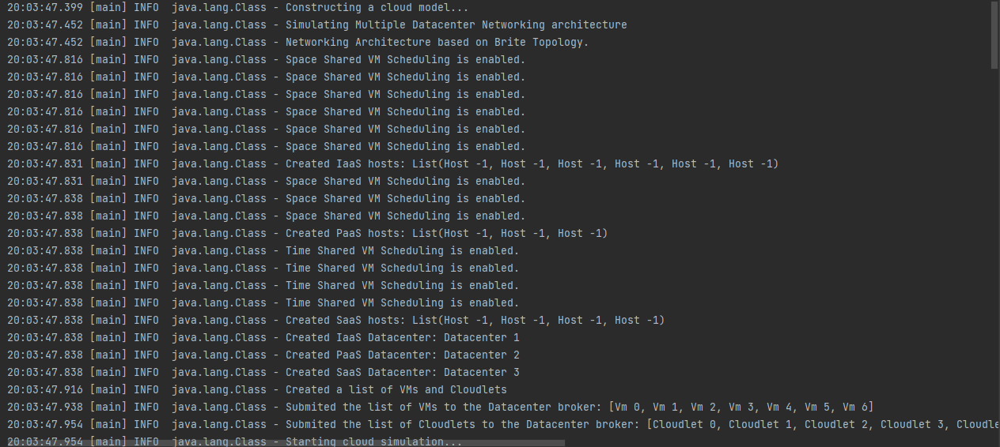 20:03:47.399 [main] INFO  java.lang.Class - Constructing a cloud model...
20:03:47.452 [main] INFO  java.lang.Class - Simulating Multiple Datacenter Networking architecture
20:03:47.452 [main] INFO  java.lang.Class - Networking Architecture based on Brite Topology.
20:03:47.816 [main] INFO  java.lang.Class - Space Shared VM Scheduling is enabled.
20:03:47.816 [main] INFO  java.lang.Class - Space Shared VM Scheduling is enabled.
20:03:47.816 [main] INFO  java.lang.Class - Space Shared VM Scheduling is enabled.
20:03:47.816 [main] INFO  java.lang.Class - Space Shared VM Scheduling is enabled.
20:03:47.816 [main] INFO  java.lang.Class - Space Shared VM Scheduling is enabled.
20:03:47.816 [main] INFO  java.lang.Class - Space Shared VM Scheduling is enabled.
20:03:47.831 [main] INFO  java.lang.Class - Created IaaS hosts: List(Host -1, Host -1, Host -1, Host -1, Host -1, Host -1)
20:03:47.831 [main] INFO  java.lang.Class - Space Shared VM Scheduling is enabled.
20:03:47.838 [main] INFO  java.lang.Class - Space Shared VM Scheduling is enabled.
20:03:47.838 [main] INFO  java.lang.Class - Space Shared VM Scheduling is enabled.
20:03:47.838 [main] INFO  java.lang.Class - Created PaaS hosts: List(Host -1, Host -1, Host -1)
20:03:47.838 [main] INFO  java.lang.Class - Time Shared VM Scheduling is enabled.
20:03:47.838 [main] INFO  java.lang.Class - Time Shared VM Scheduling is enabled.
20:03:47.838 [main] INFO  java.lang.Class - Time Shared VM Scheduling is enabled.
20:03:47.838 [main] INFO  java.lang.Class - Time Shared VM Scheduling is enabled.
20:03:47.838 [main] INFO  java.lang.Class - Created SaaS hosts: List(Host -1, Host -1, Host -1, Host -1)
20:03:47.838 [main] INFO  java.lang.Class - Created IaaS Datacenter: Datacenter 1
20:03:47.838 [main] INFO  java.lang.Class - Created PaaS Datacenter: Datacenter 2
20:03:47.838 [main] INFO  java.lang.Class - Created SaaS Datacenter: Datacenter 3
20:03:47.916 [main] INFO  java.lang.Class - Created a list of VMs and Cloudlets
20:03:47.938 [main] INFO  java.lang.Class - Submited the list of VMs to the Datacenter broker: [Vm 0, Vm 1, Vm 2, Vm 3, Vm 4, Vm 5, Vm 6]
20:03:47.954 [main] INFO  java.lang.Class - Submited the list of Cloudlets to the Datacenter broker: [Cloudlet 0, Cloudlet 1, Cloudlet 2, Cloudlet 3, Cloudle
20:03:47.954 [main] INFO  java.lang.Class - Starting cloud simulation...